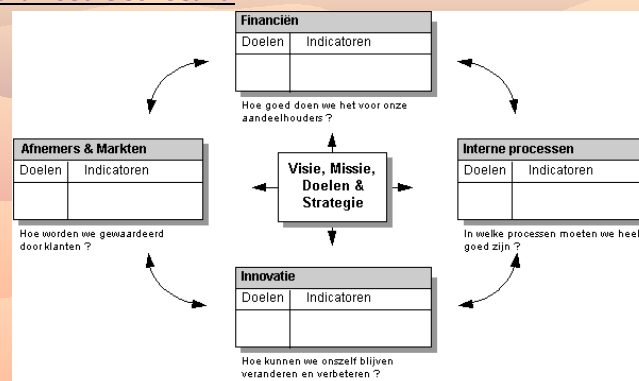 Financiën
Doelen Indicatoren
Hoe goed doen we het voor onze
aandeelhouders ?
Afnemers & Markten
Doelen Indicatoren
Hoe worden we gewaardeerd
door klanten ?
Visie, Missie,
Doelen &
Strategie
Interne processen
Doelen Indicatoren
In welke processen moeten we heel
goed zijn ?
Innovatie
Doelen Indicatoren
Hoe kunnen we onszelf blijven
veranderen en verbeteren ?